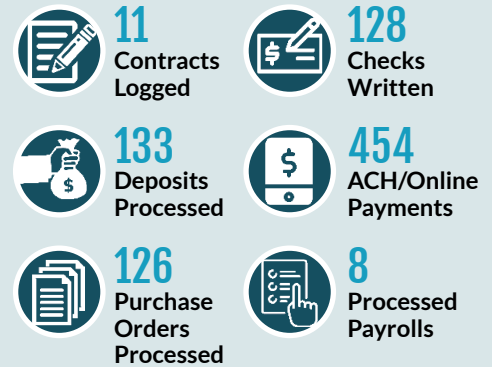 11
Contracts
Logged
128
Checks
Written
133
Deposits
Processed
454
ACH/Online
Payments
126
Purchase
Orders
Processed
8
Processed
Payrolls